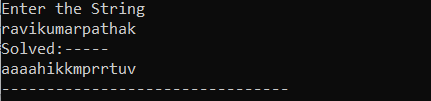 Enter the String
ravikumarpathak
Solved:-----
aaaahikkmprrtuv
--------------------------------